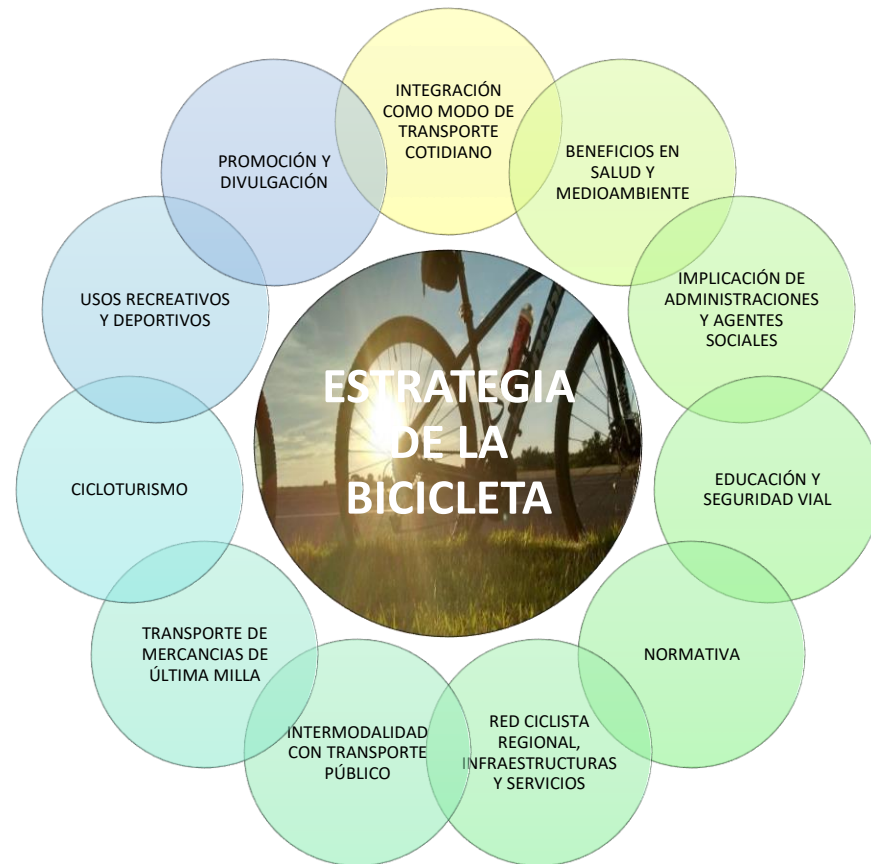 INTEGRACIÓN
COMO MODO DE
TRANSPORTE
COTIDIANO
BENEFICIOS EN
SALUD Y
MEDIOAMBIENTE
IMPLICACIÓN DE
ADMINISTRACIONES
Y AGENTES
SOCIALES
EDUCACIÓN Y
SEGURIDAD VIAL
NORMATIVA
RED CICLISTA
REGIONAL,
INFRAESTRUCTURAS
Y SERVICIOS
INTERMODALIDAD
CON TRANSPORTE
PÚBLICO
TRANSPORTE DE
MERCANCIAS DE
ÚLTIMA MILLA
CICLOTURISMO
USOS RECREATIVOS
Y DEPORTIVOS
PROMOCIÓN Y
DIVULGACIÓN
ESTRATEGIA
DE LA
BICICLETA